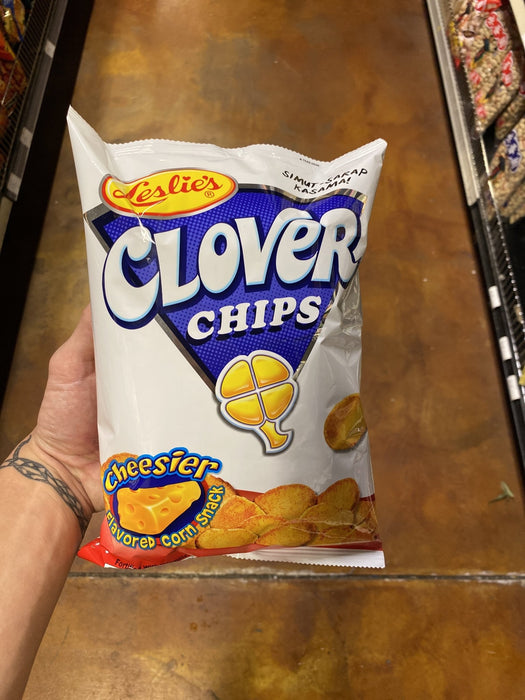 Leslie's®
SIMUT-SARAP
KASAMA!
CLOVER
CHIPS
Cheesier
Flavored Corn Snack